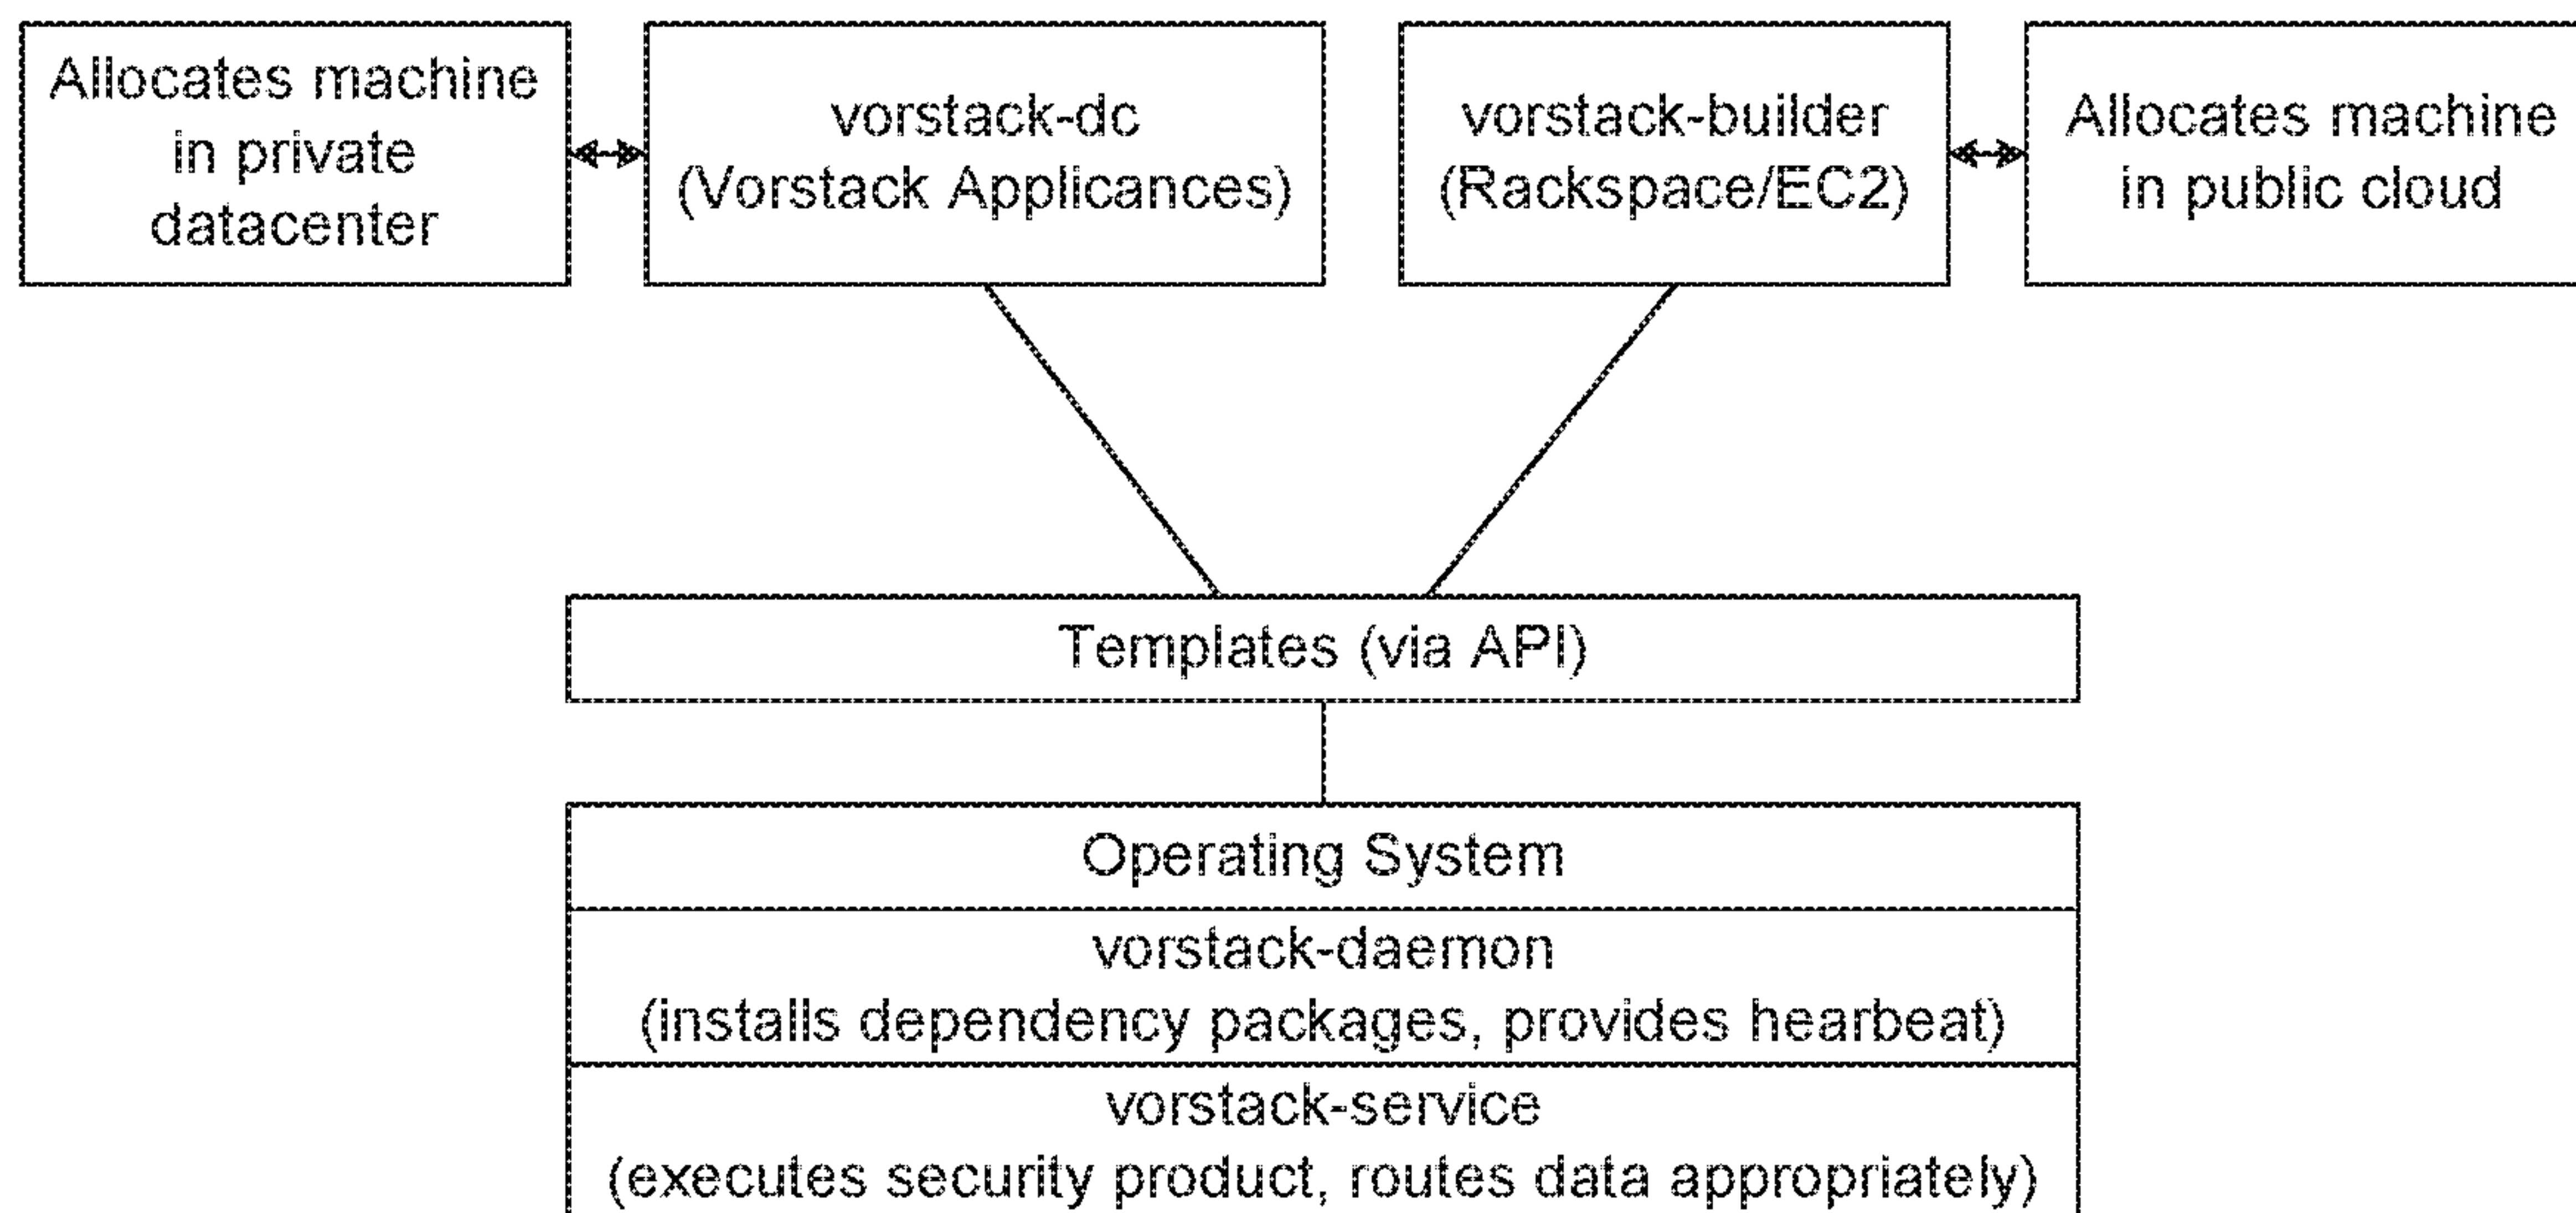 Allocates machine
in private
datacenter
vorstack-dc
(Vorstack Applicances)
vorstack-builder
(Rackspace/EC2)
Allocates machine
in public cloud
Templates (via API)
Operating System
vorstack-daemon
(installs dependency packages, provides hearbeat)
vorstack-service
(executes security product, routes data appropriately)